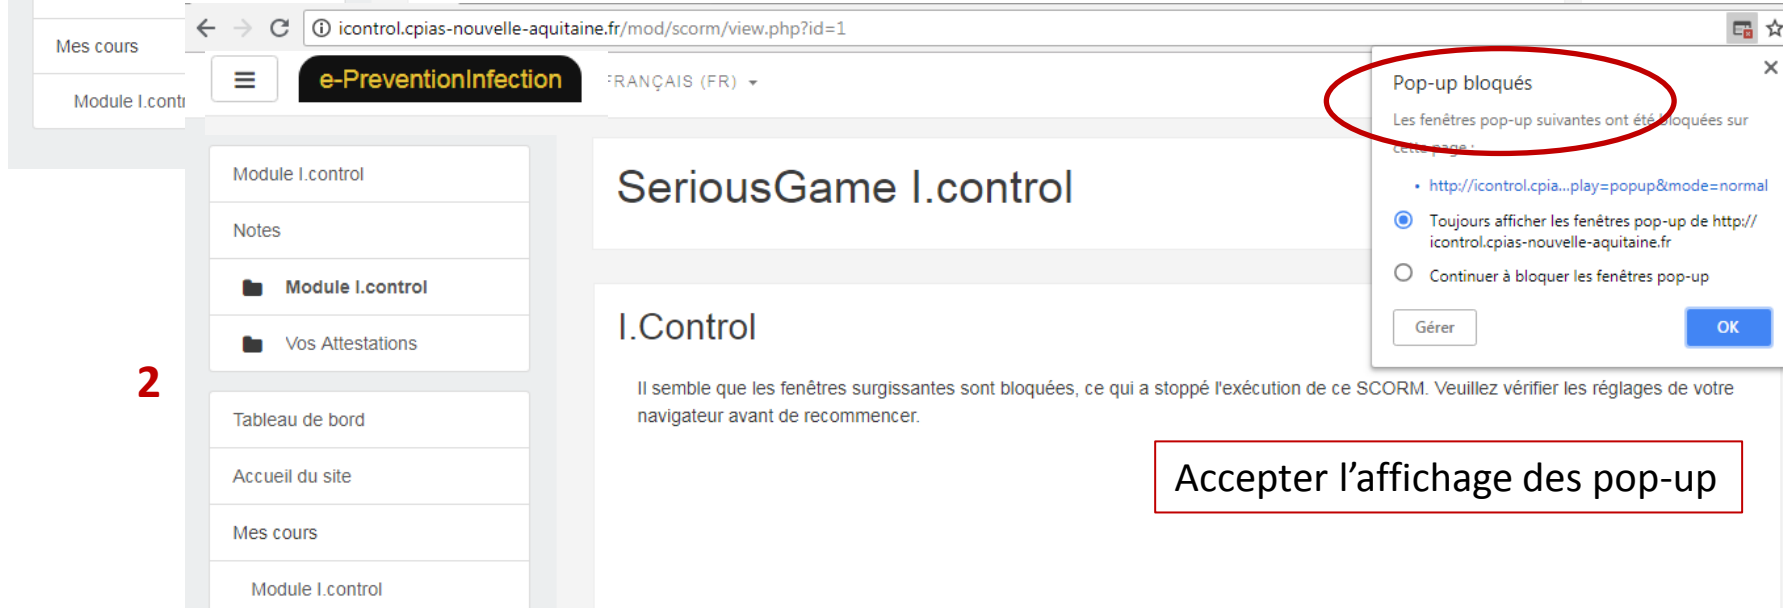 Mes cours
Module I.contr
icontrol.cpias-nouvelle-aquitaine.fr/mod/scorm/view.php?id=1
e-PreventionInfection
FRANÇAIS (FR)
Module I.control
Notes
Module I.control
Vos Attestations
2
Tableau de bord
Accueil du site
Mes cours
Module I.control
SeriousGame I.control
I.Control
Il semble que les fenêtres surgissantes sont bloquées, ce qui a stoppé l'exécution de ce SCORM. Veuillez vérifier les réglages de votre
navigateur avant de recommencer.
Accepter l’affichage des pop-up
Pop-up bloqués
Les fenêtres pop-up suivantes ont été bloquées sur
cette page :
• http://icontrol.cpia...play=popup&mode=normal
Toujours afficher les fenêtres pop-up de http://
icontrol.cpias-nouvelle-aquitaine.fr
Continuer à bloquer les fenêtres pop-up
Gérer
OK